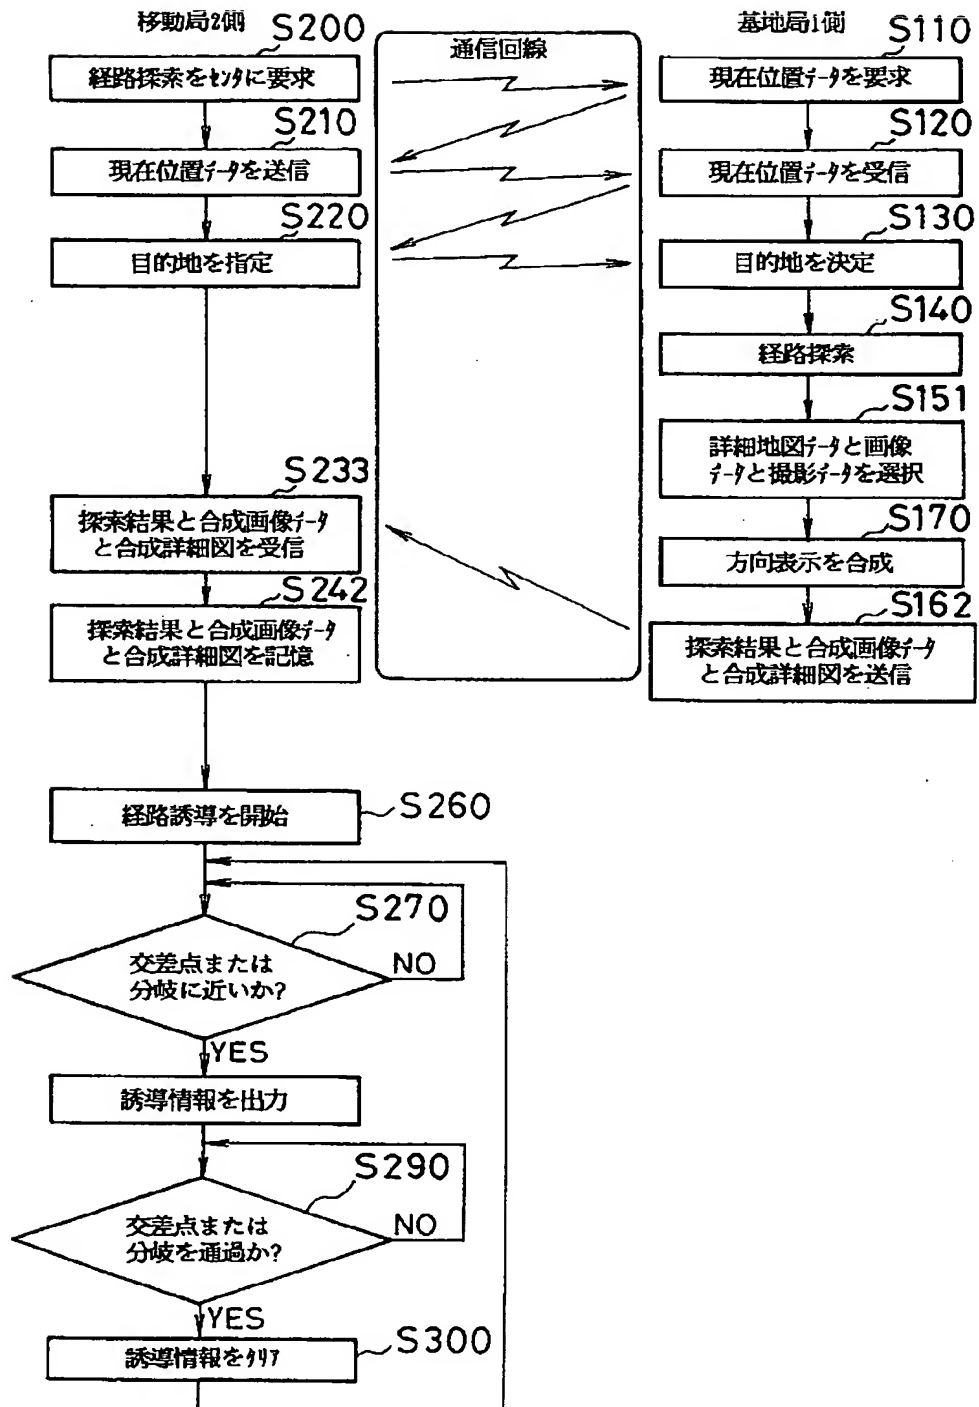 移動局2側
S200
経路探索をｾﾝﾀに要求
S210
現在位置ﾃﾞｰﾀを送信
S220
目的地を指定
S233
探索結果と合成画像ﾃﾞｰﾀ
と合成詳細図を受信
S242
探索結果と合成画像ﾃﾞｰﾀ
と合成詳細図を記憶
S260
経路誘導を開始
S270
交差点または
分岐に近いか?
NO
YES
誘導情報を出力
S290
交差点または
分岐を通過か?
NO
YES
S300
誘導情報をｸﾘｱ
通信回線
基地局1側
S110
現在位置ﾃﾞｰﾀを要求
S120
現在位置ﾃﾞｰﾀを受信
S130
目的地を決定
S140
経路探索
S151
詳細地図ﾃﾞｰﾀと画像
ﾃﾞｰﾀと撮影ﾃﾞｰﾀを選択
S170
方向表示を合成
S162
探索結果と合成画像ﾃﾞｰﾀ
と合成詳細図を送信